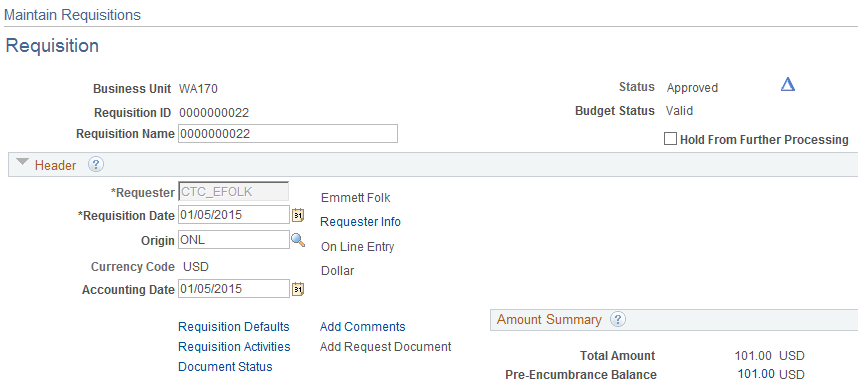 Maintain Requisitions
Requisition
Business Unit WA170 Status Approved
Requisition ID 0000000022 Budget Status Valid
Requisition Name 0000000022 Hold From Further Processing
Header ?
*Requester CTC_EFOLK Emmett Folk
*Requisition Date 01/05/2015 31 Requester Info
Origin ONL On Line Entry
Currency Code USD Dollar
Accounting Date 01/05/2015 31
Requisition Defaults Add Comments Amount Summary ?
Requisition Activities Add Request Document
Document Status Total Amount 101.00 USD
Pre-Encumbrance Balance 101.00 USD